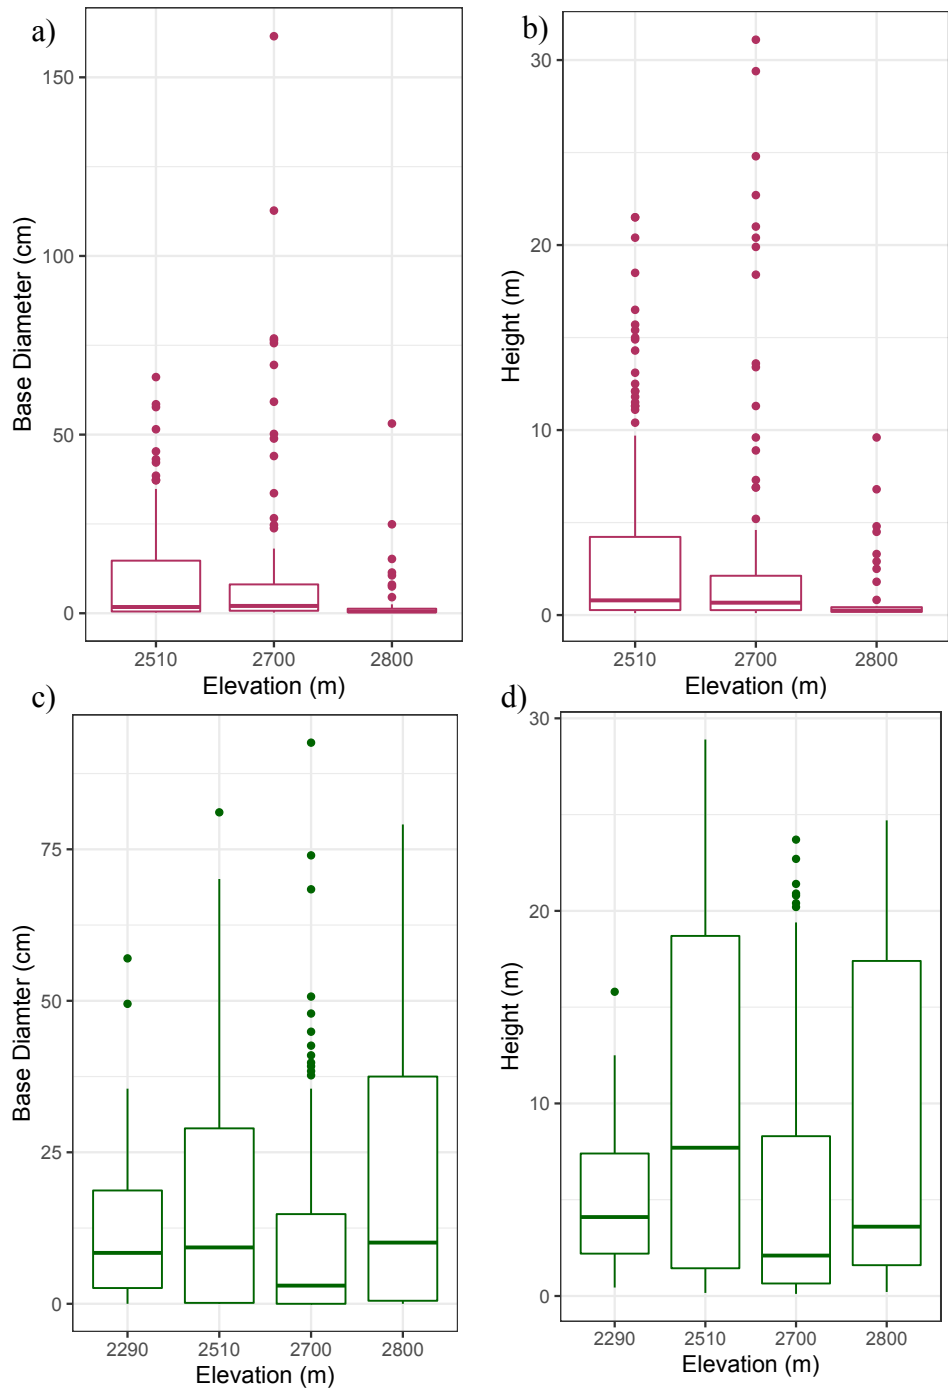 a)
150
100
50
0
Base Diameter (cm)
2510 2700 2800
Elevation (m)
b)
30
20
10
0
Height (m)
2510 2700 2800
Elevation (m)
c)
75
50
25
0
Base Diamter (cm)
2290 2510 2700 2800
Elevation (m)
d)
30
20
10
0
Height (m)
2290 2510 2700 2800
Elevation (m)